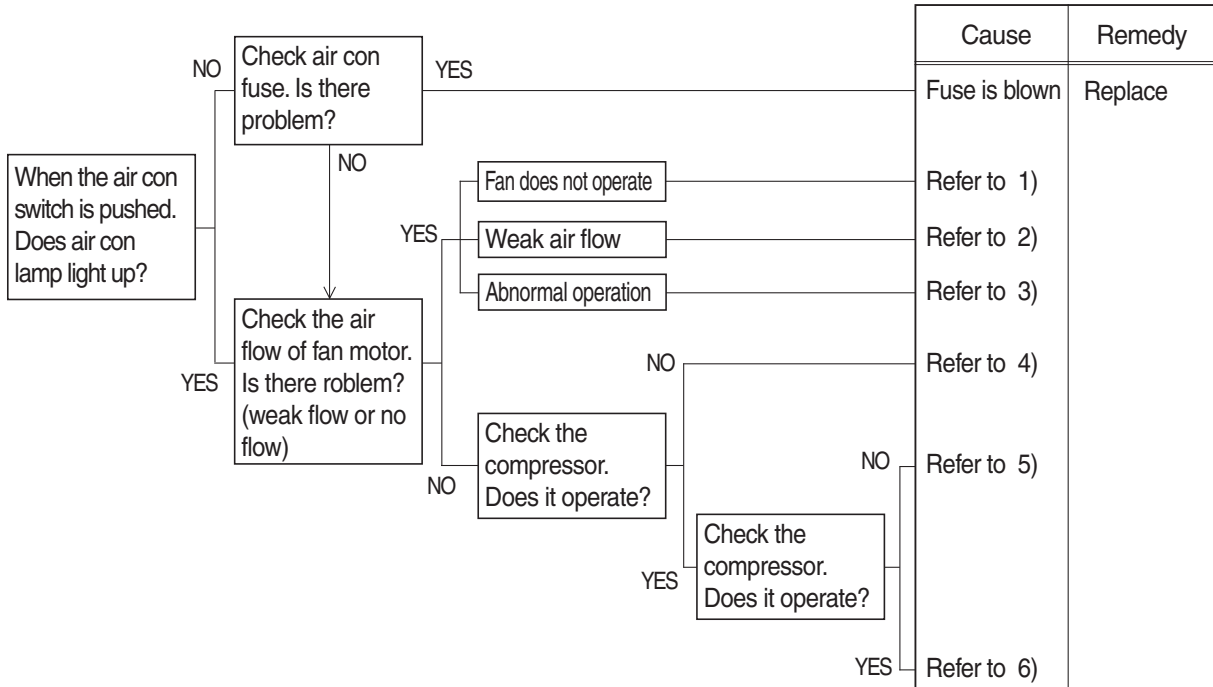 Cause
Remedy
NO
Check air con
fuse. Is there
problem?
YES
Fuse is blown
Replace
NO
When the air con
switch is pushed.
Does air con
lamp light up?
YES
Fan does not operate
Refer to 1)
Weak air flow
Refer to 2)
Abnormal operation
Refer to 3)
YES
Check the air
flow of fan motor.
Is there roblem?
(weak flow or no
flow)
NO
Refer to 4)
NO
Check the
compressor.
Does it operate?
NO
Refer to 5)
YES
Check the
compressor.
Does it operate?
YES
Refer to 6)